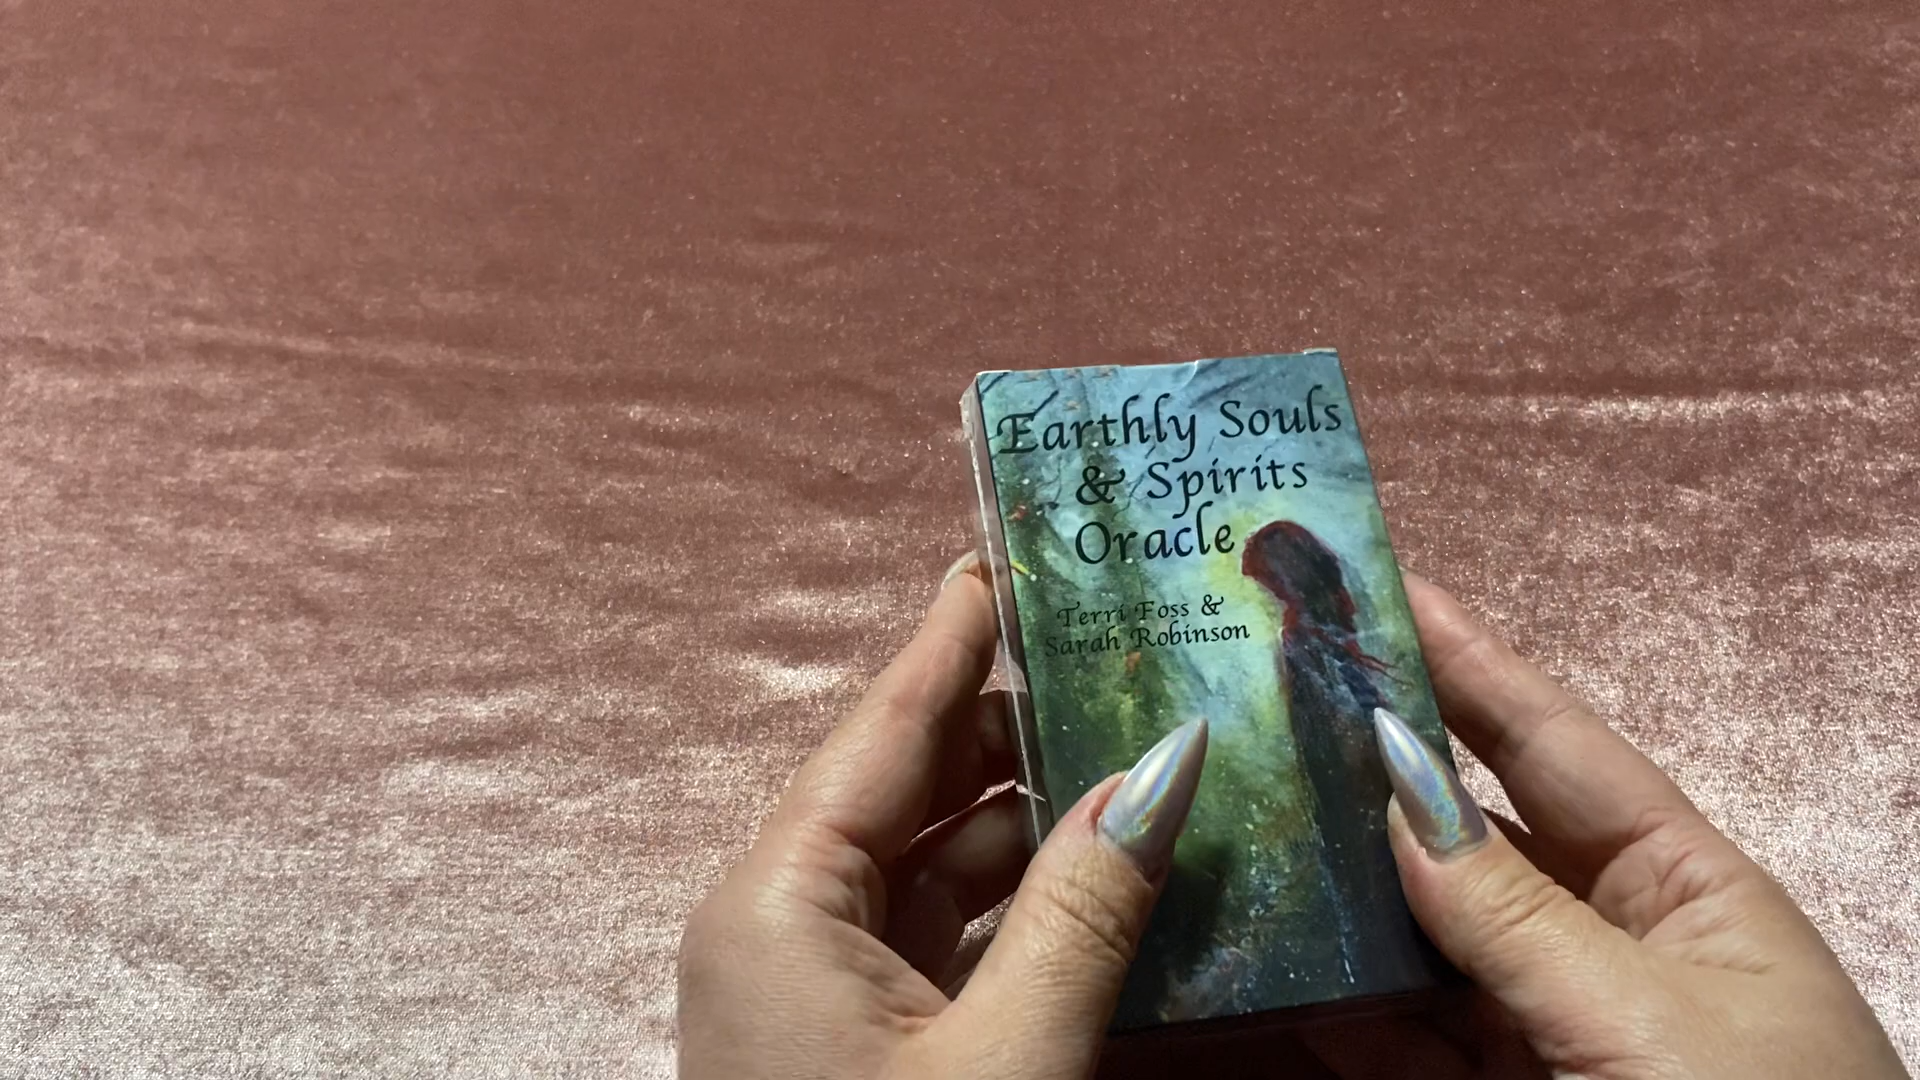 Earthly Souls
& Spirits
Oracle
Terri Foss &
Sarah Robinson